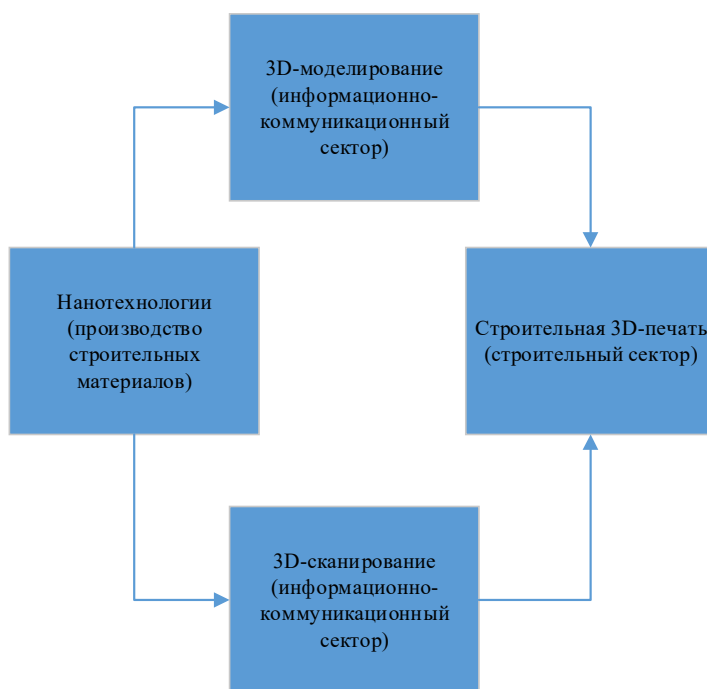 3D-моделирование
(информационно-
коммуникационный
сектор)
Нанотехнологии
(производство
строительных
материалов)
Строительная 3D-печать
(строительный сектор)
3D-сканирование
(информационно-
коммуникационный
сектор)